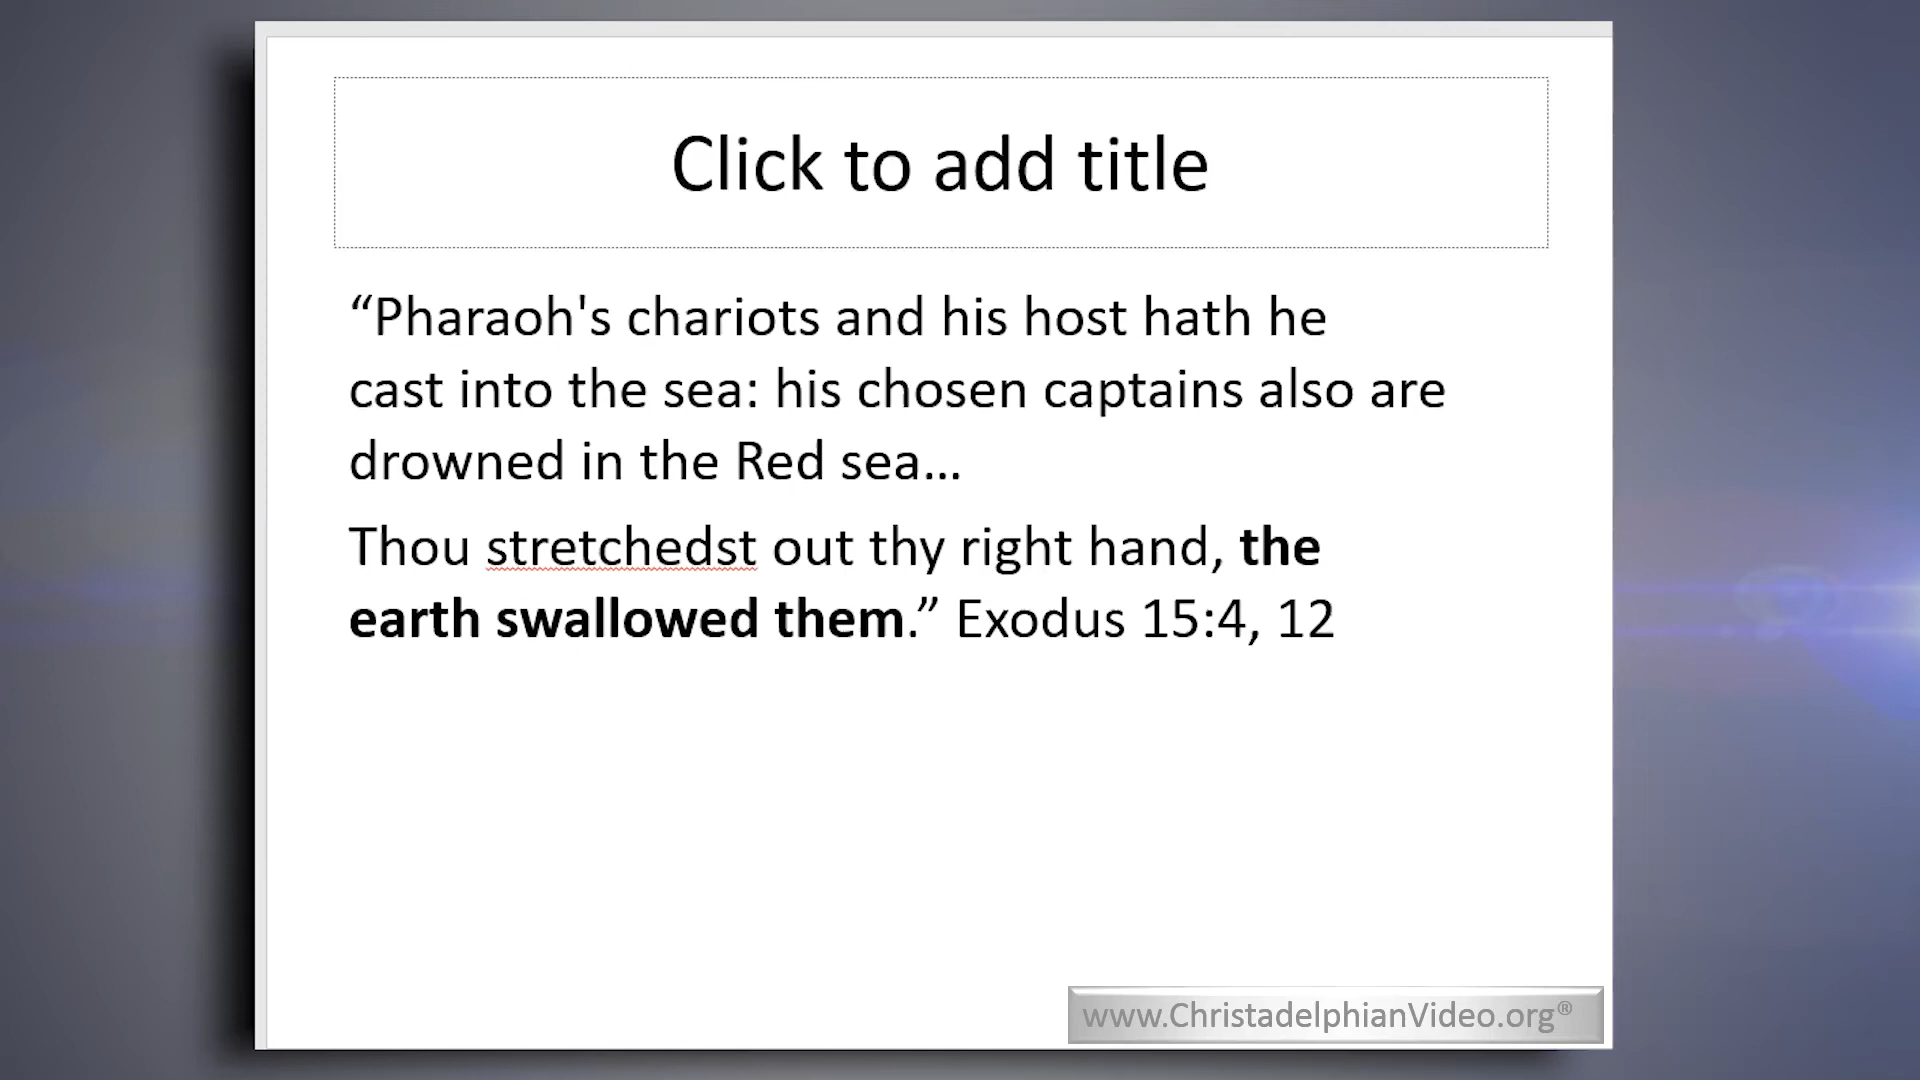 Click to add title
“Pharaoh's chariots and his host hath he
cast into the sea: his chosen captains also are
drowned in the Red sea…
Thou stretchedst out thy right hand, the
earth swallowed them.” Exodus 15:4, 12
www.ChristadelphianVideo.org®